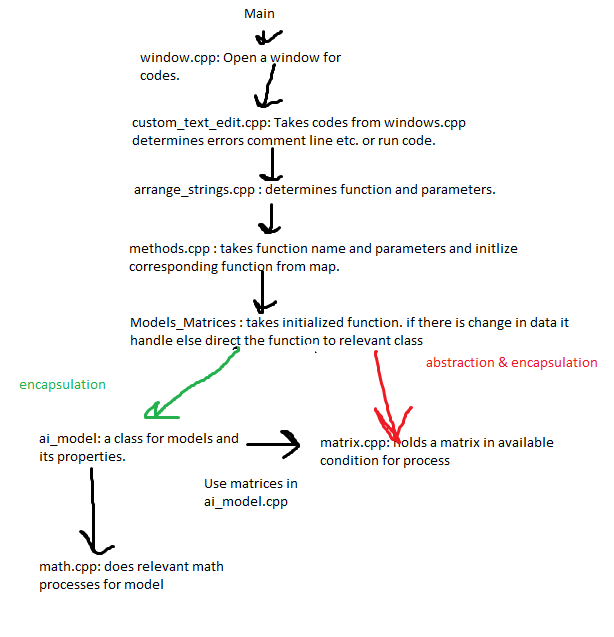 Main
window.cpp: Open a window for
codes.
custom_text_edit.cpp: Takes codes from windows.cpp
determines errors comment line etc. or run code.
arrange_strings.cpp : determines function and parameters.
methods.cpp : takes function name and parameters and initlize
corresponding function from map.
Models_Matrices : takes initialized function. if there is change in data it
handle else direct the function to relevant class
abstraction & encapsulation
encapsulation
ai_model: a class for models and
its properties.
matrix.cpp: holds a matrix in available
condition for process
Use matrices in
ai_model.cpp
math.cpp: does relevant math
processes for model